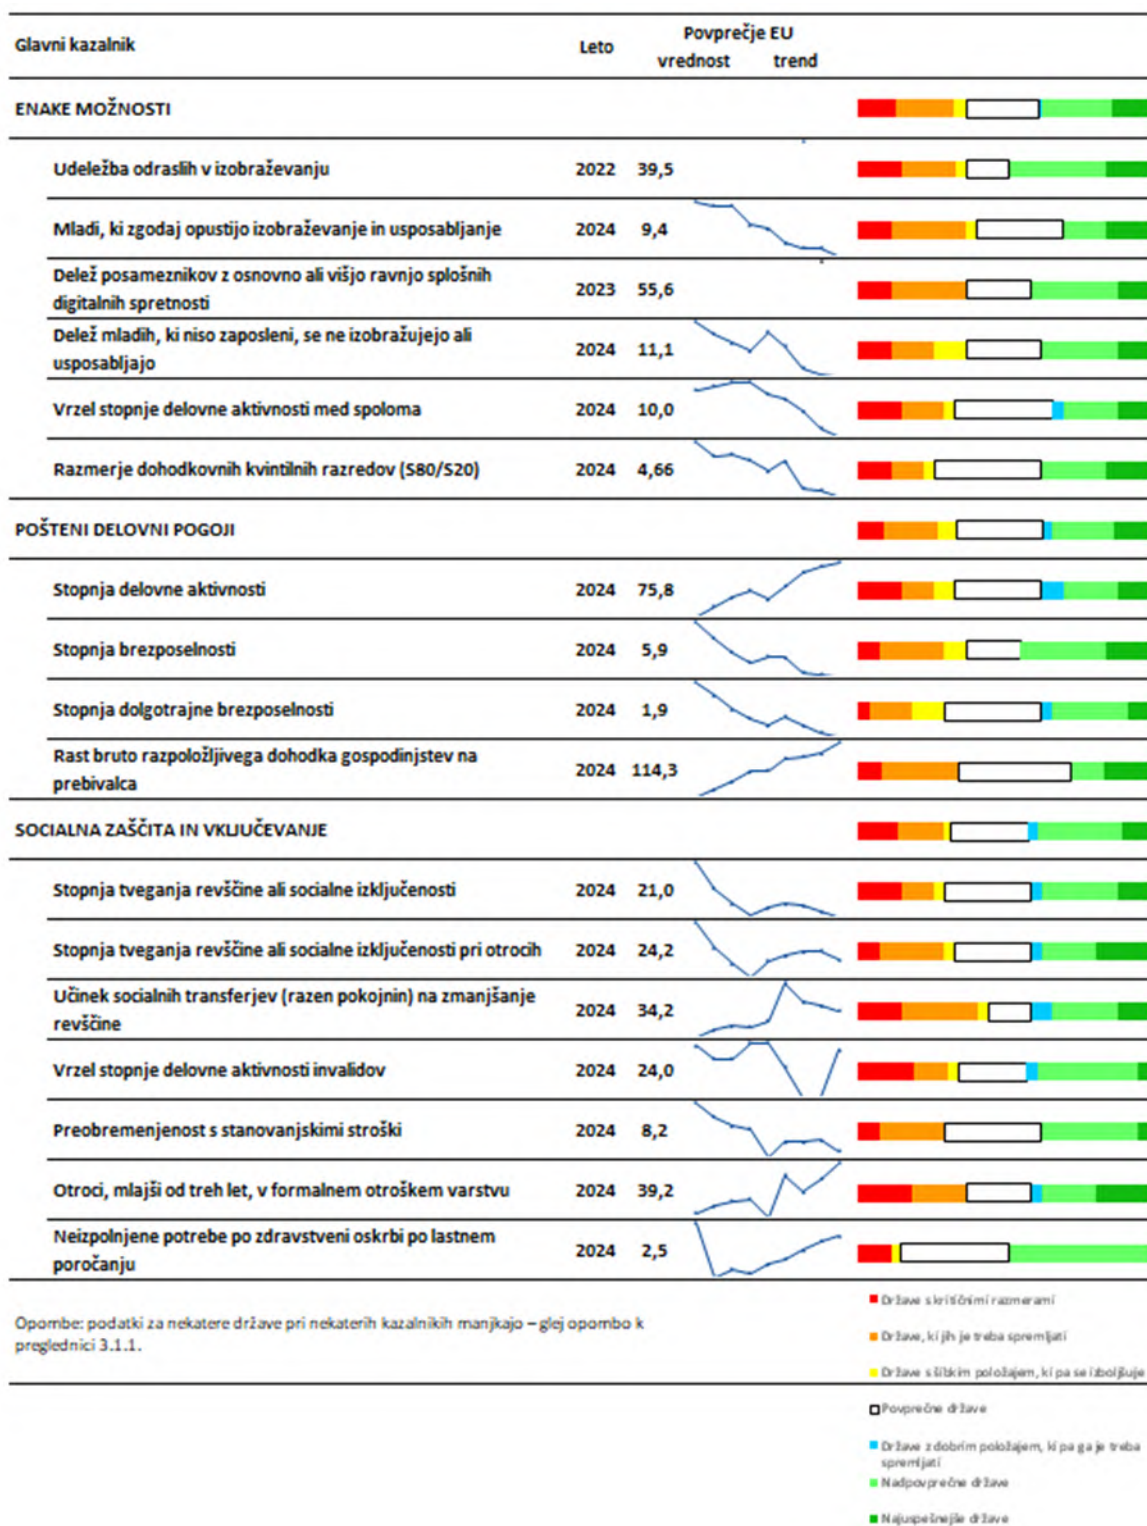 Glavni kazalnik
Leto
Povprečje EU
vrednost trend
ENAKE MOŽNOSTI
Udeležba odraslih v izobraževanju 2022 39,5
Mladi, ki zgodaj opustijo izobraževanje in usposabljanje 2024 9,4
Delež posameznikov z osnovno ali višjo ravnjo splošnih
digitalnih spretnosti 2023 55,6
Delež mladih, ki niso zaposleni, se ne izobražujejo ali
usposabljajo 2024 11,1
Vrzel stopnje delovne aktivnosti med spoloma 2024 10,0
Razmerje dohodkovnih kvintilnih razredov (S80/S20) 2024 4,66
POŠTENI DELOVNI POGOJI
Stopnja delovne aktivnosti 2024 75,8
Stopnja brezposelnosti 2024 5,9
Stopnja dolgotrajne brezposelnosti 2024 1,9
Rast bruto razpoložljivega dohodka gospodinjstev na
prebivalca 2024 114,3
SOCIALNA ZAŠČITA IN VKLJUČEVANJE
Stopnja tveganja revščine ali socialne izključenosti 2024 21,0
Stopnja tveganja revščine ali socialne izključenosti pri otrocih 2024 24,2
Učinek socialnih transferjev (razen pokojnin) na zmanjšanje
revščine 2024 34,2
Vrzel stopnje delovne aktivnosti invalidov 2024 24,0
Preobremenjenost s stanovanjskimi stroški 2024 8,2
Otroci, mlajši od treh let, v formalnem otroškem varstvu 2024 39,2
Neizpolnjene potrebe po zdravstveni oskrbi po lastnem
poročanju 2024 2,5
Opombe: podatki za nekatere države pri nekaterih kazalnikih manjkajo – glej opombo k
preglednici 3.1.1.
Države s kritičnimi razmerami
Države, ki jih je treba spremljati
Države s šibkim položajem, ki pa se izboljšuje
Povprečne države
Države z dobrim položajem, ki pa ga je treba
spremljati
Nadpovprečne države
Najuspešnejše države